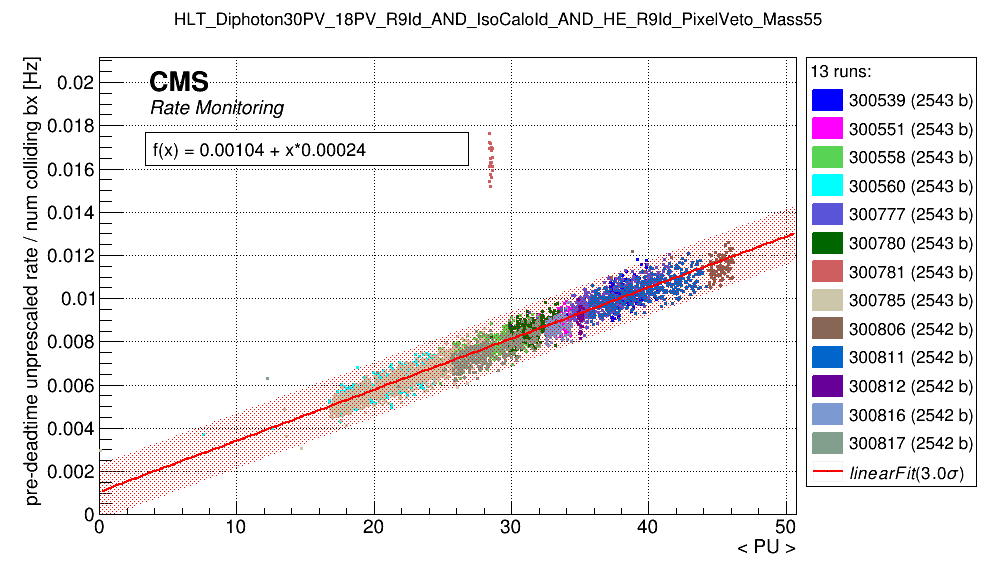 HLT_Diphoton30PV_18PV_R9Id_AND_IsoCaloId_AND_HE_R9Id_PixelVeto_Mass55
pre-deadtime unprescaled rate / num colliding bx [Hz]
CMS
Rate Monitoring
f(x) = 0.00104 + x*0.00024
0.02
0.018
0.016
0.014
0.012
0.01
0.008
0.006
0.004
0.002
0
0 10 20 30 40 50
< PU >
13 runs:
300539 (2543 b)
300551 (2543 b)
300558 (2543 b)
300560 (2543 b)
300777 (2543 b)
300780 (2543 b)
300781 (2543 b)
300785 (2543 b)
300806 (2542 b)
300811 (2542 b)
300812 (2542 b)
300816 (2542 b)
300817 (2542 b)
linearFit(3.0σ)